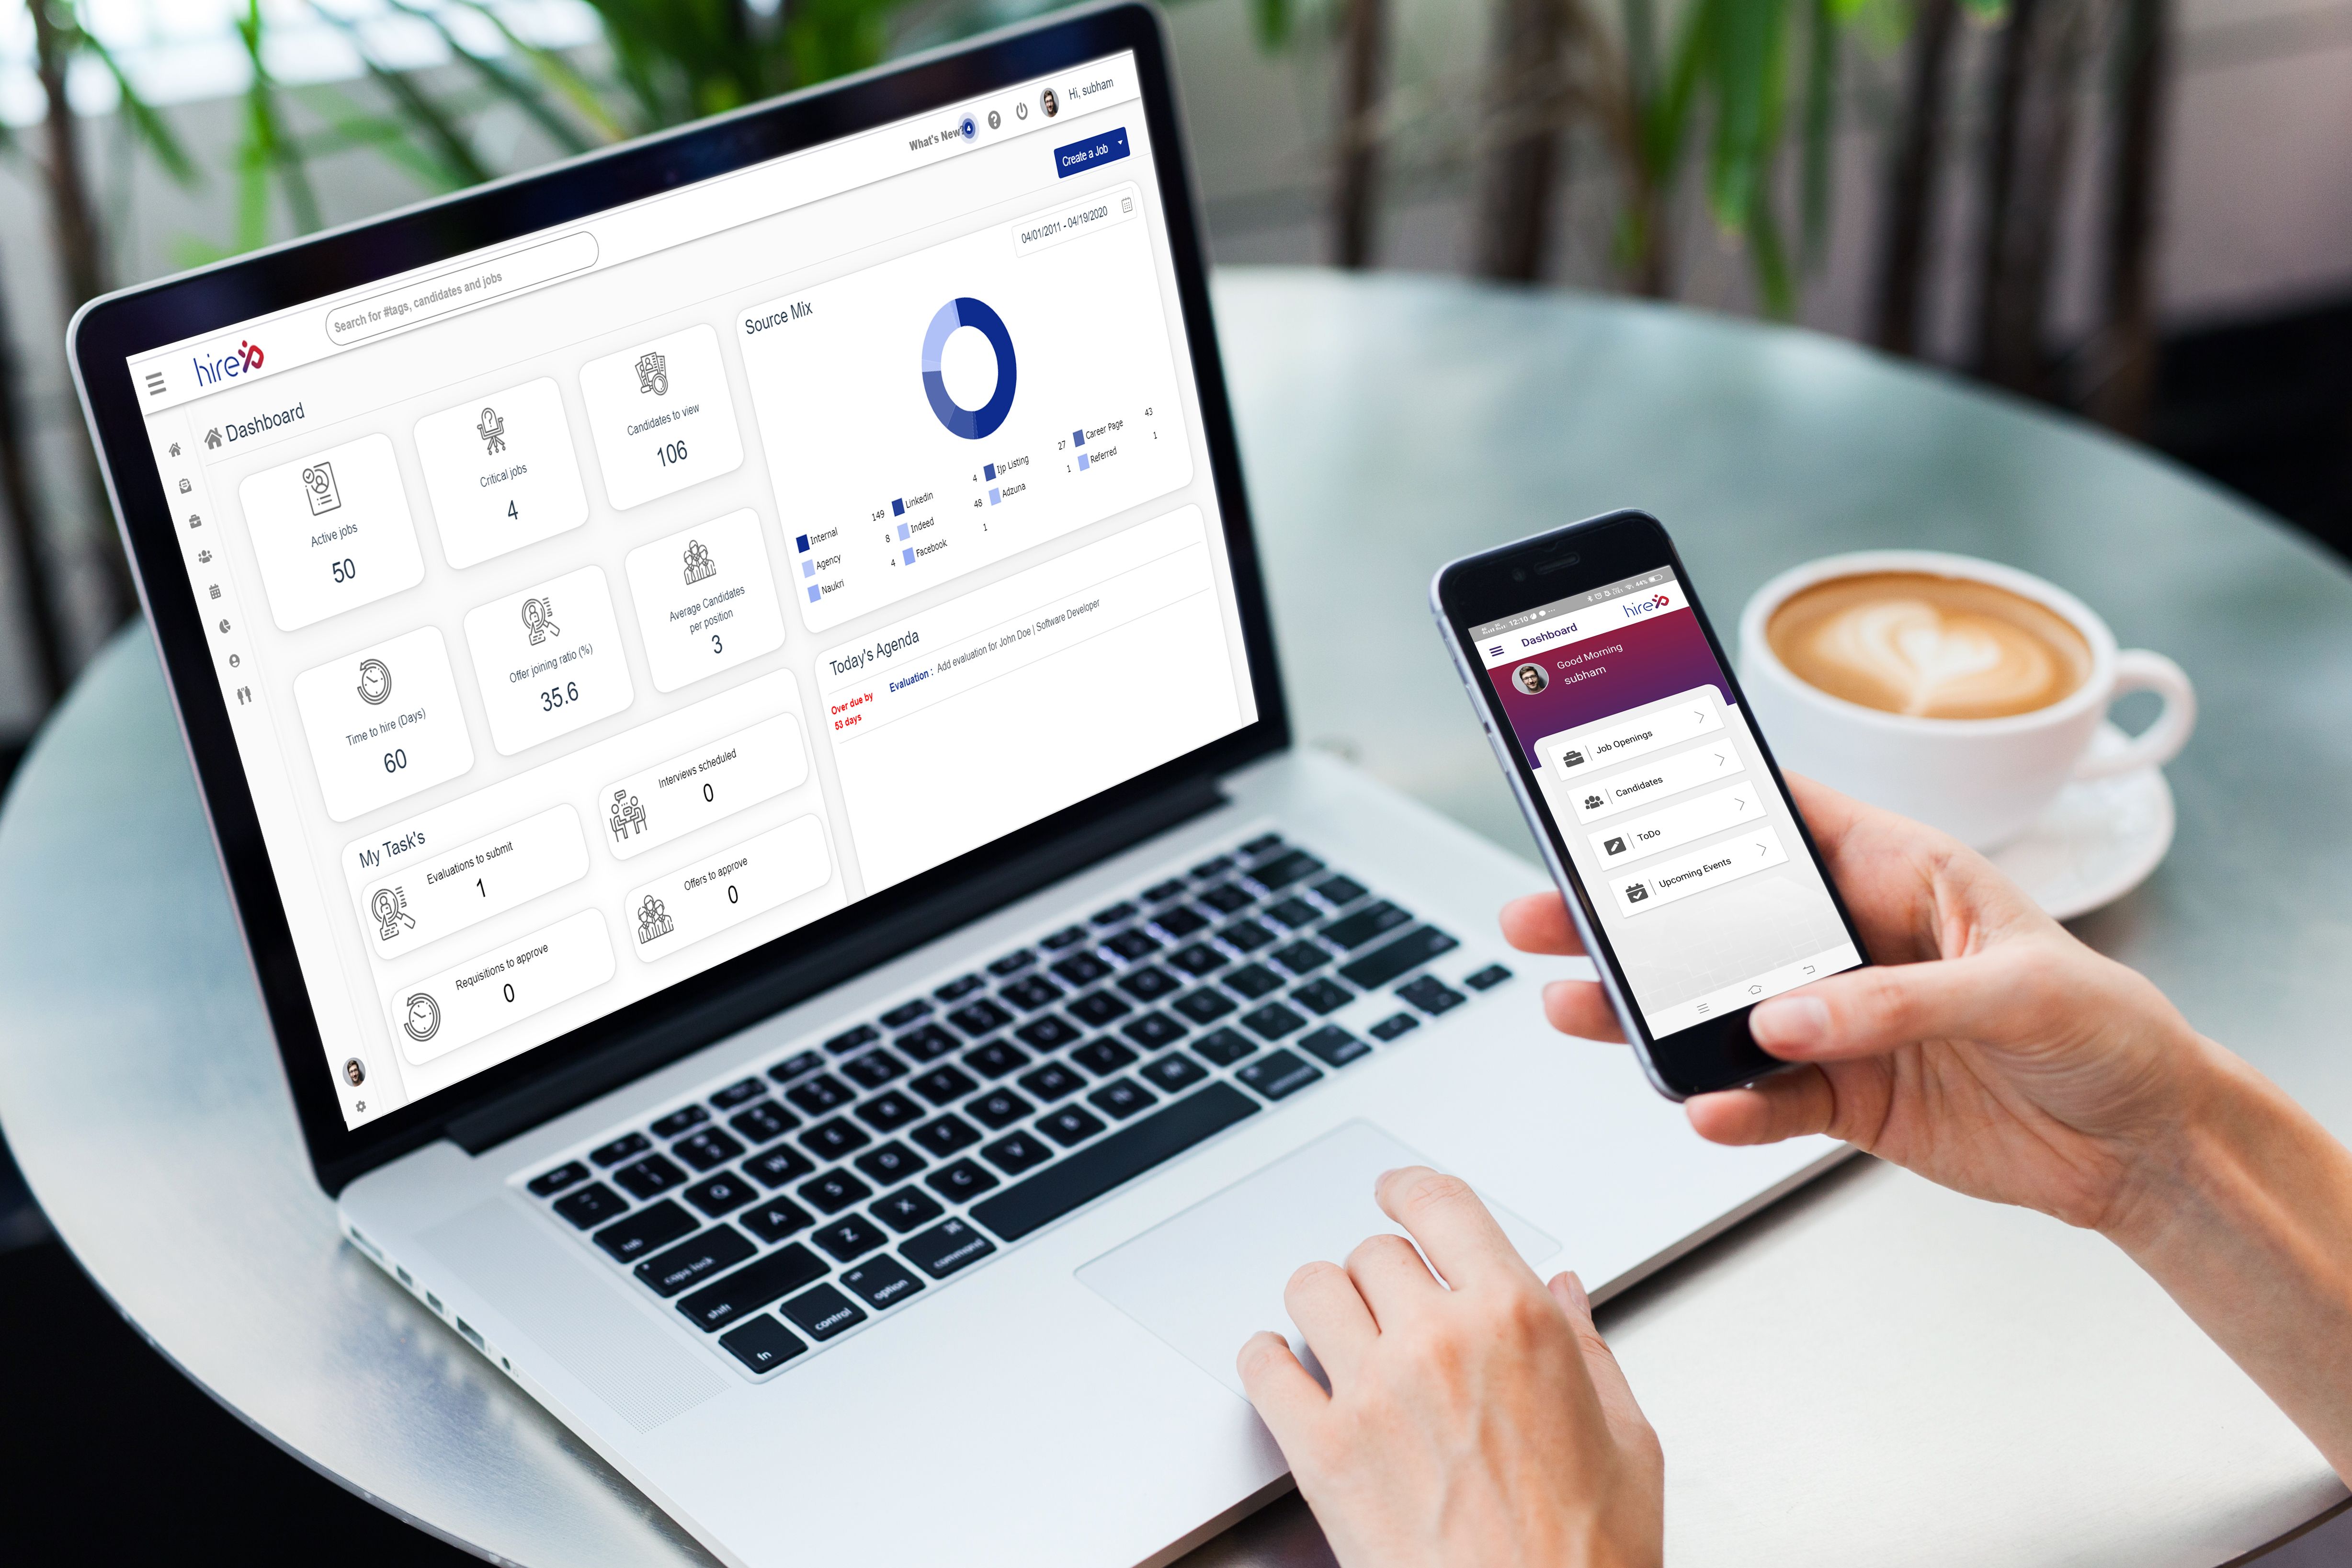 What's New?
4
Hi, subham
hirexp
Search for #tags, candidates and jobs
Create a Job
Dashboard
04/01/2011 - 04/19/2020
Active jobs
50
Critical jobs
4
Candidates to view
106
Time to hire (Days)
60
Offer joining ratio (%)
35.6
Average Candidates
per position
3
Source Mix
Internal 149 Linkedin 4 Ijp Listing 27 Career Page 43
Agency 8 Indeed 48 Adzuna 1 Referred 1
Naukri 4 Facebook 1
Today's Agenda
Over due by
53 days
Evaluation : Add evaluation for John Doe | Software Developer
My Task's
Evaluations to submit
1
Interviews scheduled
0
Requisitions to approve
0
Offers to approve
0
12:10
44%
Dashboard
hirexp
Good Morning
subham
Job Openings
Candidates
ToDo
Upcoming Events
tab
Q W
caps lock
A S D
shift
Z X C V B
fn
control
alt
option
⌘
command